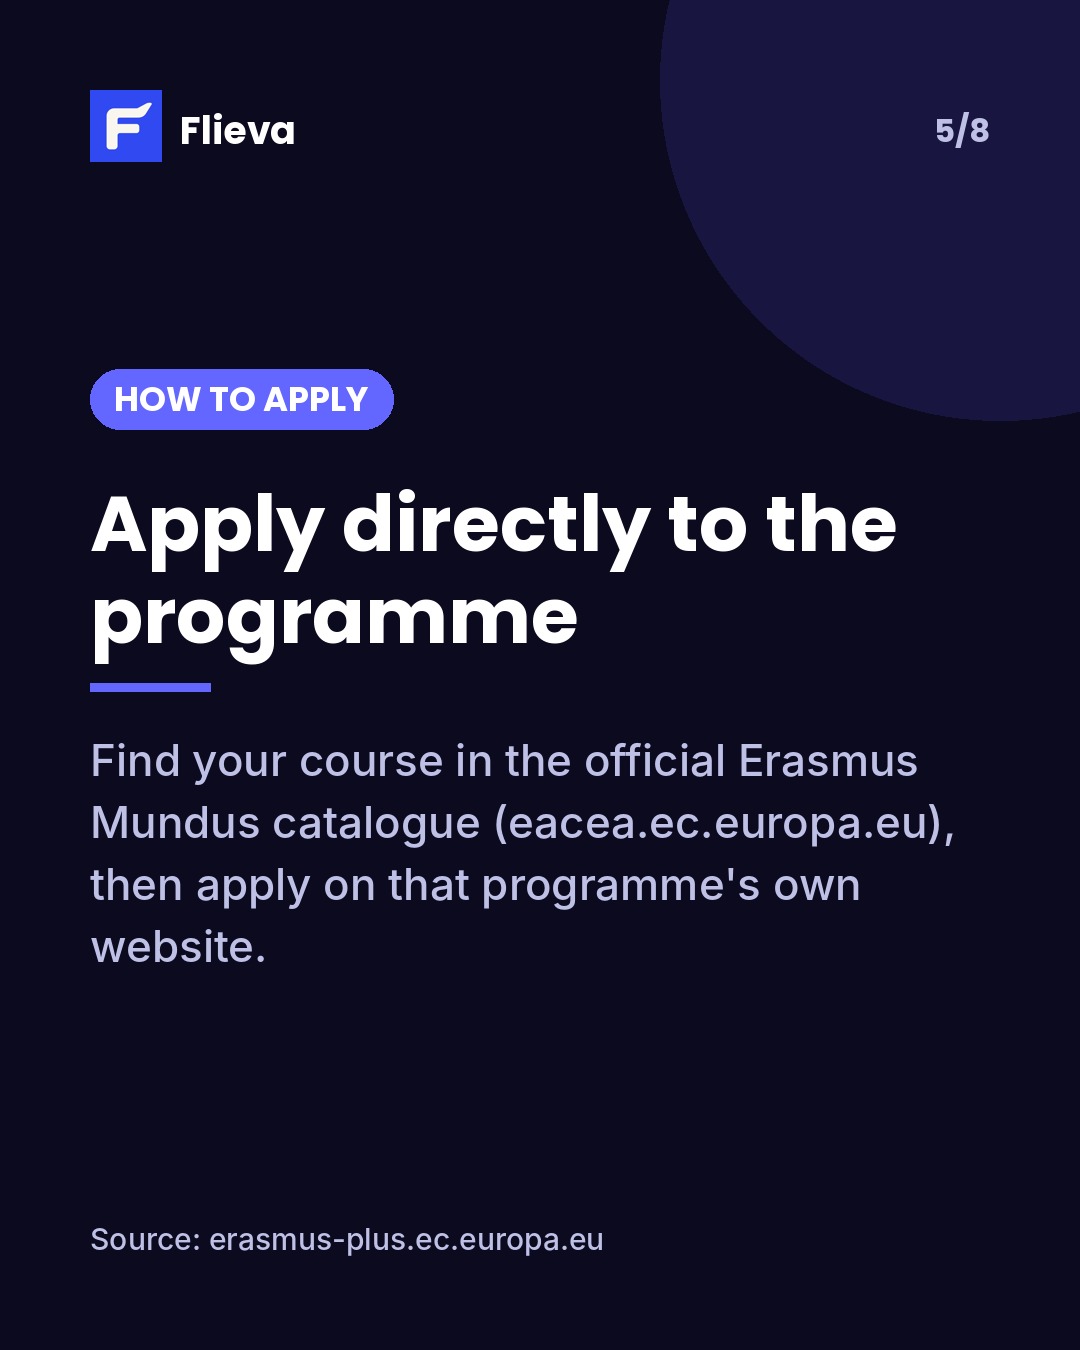 Flieva
5/8
HOW TO APPLY
Apply directly to the
programme
Find your course in the official Erasmus
Mundus catalogue (eacea.ec.europa.eu),
then apply on that programme's own
website.
Source: erasmus-plus.ec.europa.eu